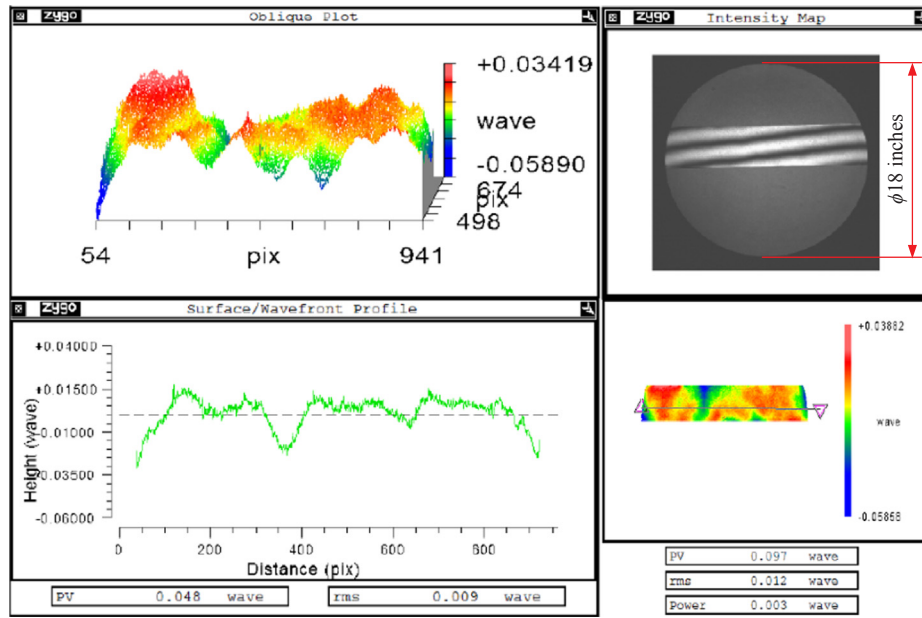 zygo Oblique Plot
+0.03419
wave
-0.05890
674
pix
498
54 pix 941
zygo Intensity Map
ϕ18 inches
zygo Surface/Wavefront Profile
+0.04000
+0.01500
-0.01000
-0.03500
-0.06000
Height (wave)
0 200 400 600 800
Distance (pix)
PV 0.048 wave
rms 0.009 wave
+0.03882
wave
-0.05858
PV 0.097 wave
rms 0.012 wave
Power 0.003 wave